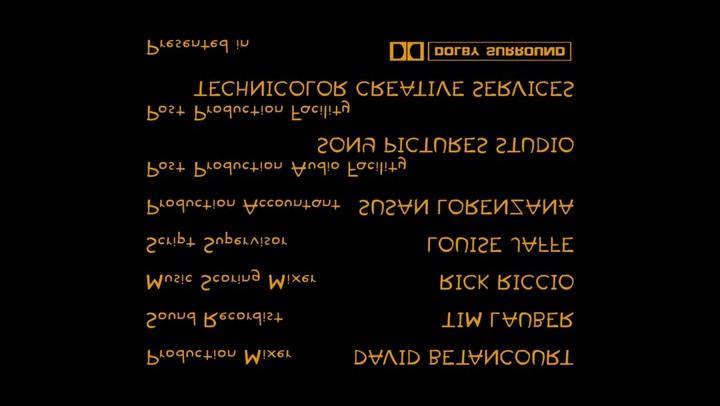 Production Mixer DAVID BETANCOURT
Sound Recordist TIM LAUBER
Music Scoring Mixer RICK RICCIO
Script Supervisor LOUISE JAFFE
Production Accountant SUSAN LORENZANA
Post Production Audio Facility
SONY PICTURES STUDIO
Post Production Facility
TECHNICOLOR CREATIVE SERVICES
Presented in DOLBY SURROUND